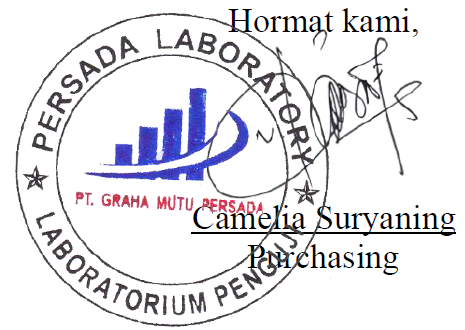 Hormat kami,
PERSADA LABORATORY
PT. GRAHA MUTU PERSADA
LABORATORIUM PENGUJI
Camelia Suryaning
Purchasing